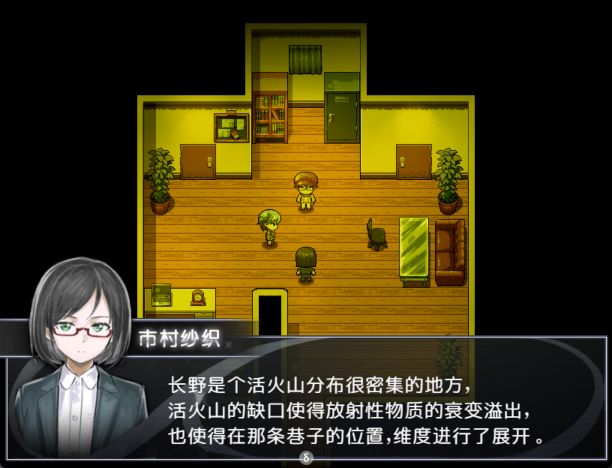 市村纱织
长野是个活火山分布很密集的地方，
活火山的缺口使得放射性物质的衰变溢出，
也使得在那条巷子的位置,维度进行了展开。